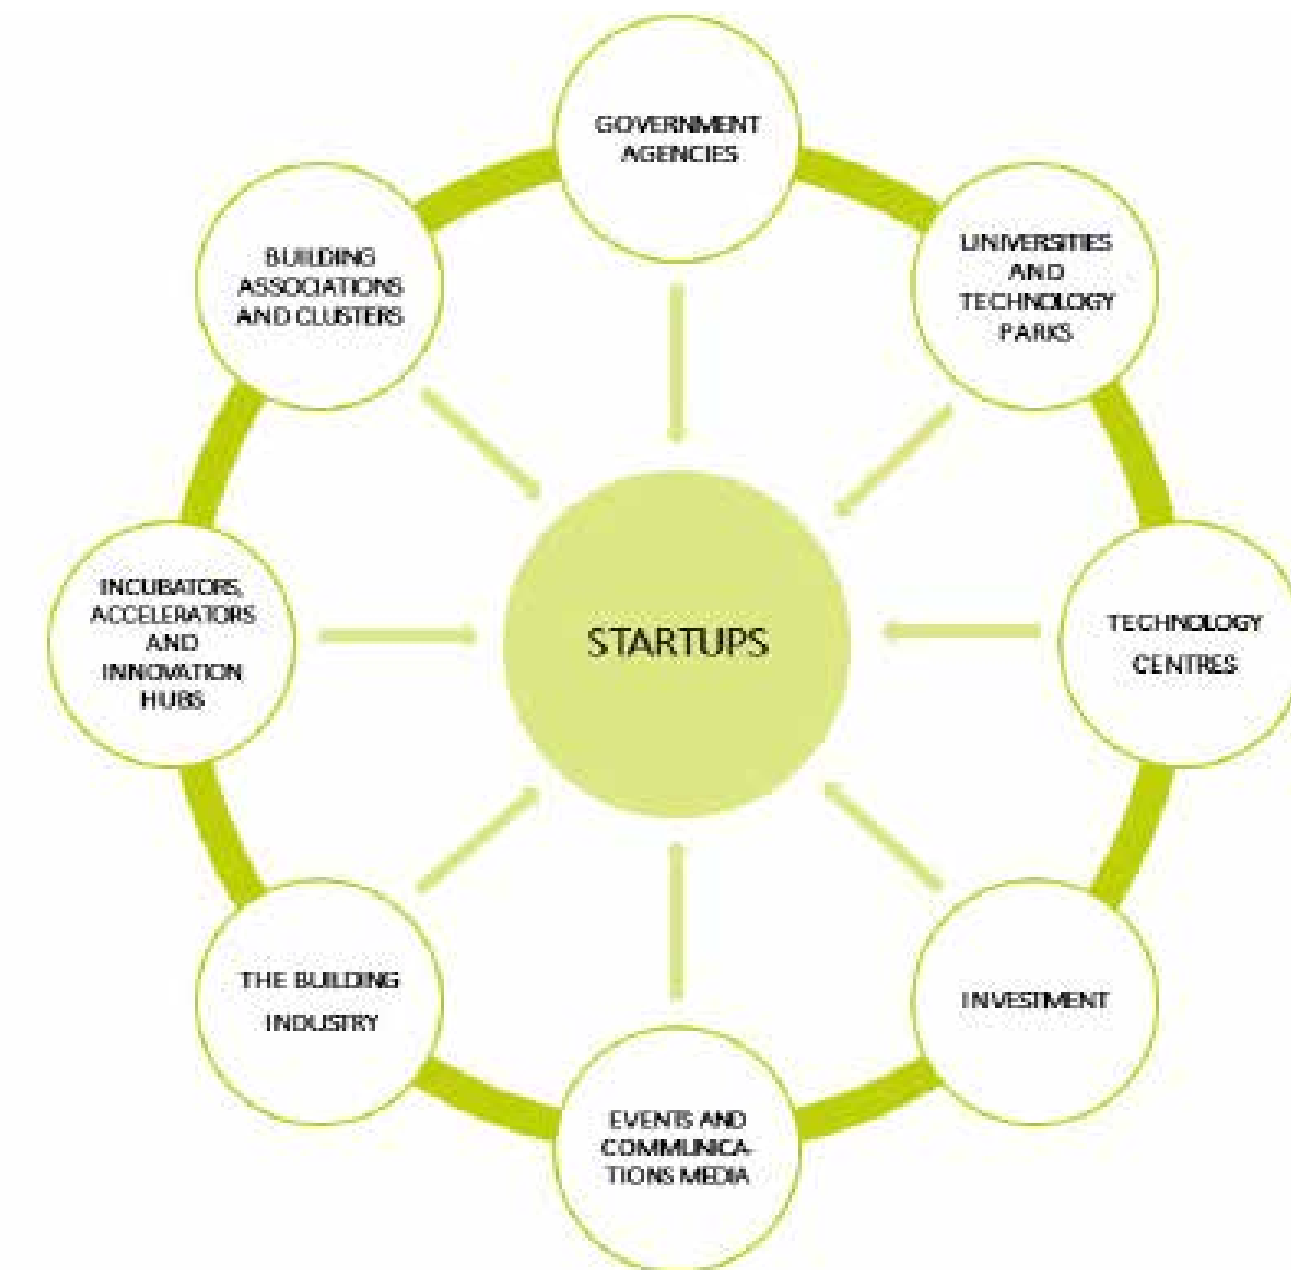 GOVERNMENT
AGENCIES
UNIVERSITIES
AND
TECHNOLOGY
PARKS
TECHNOLOGY
CENTRES
INVESTMENT
EVENTS AND
COMMUNICA-
TIONS MEDIA
THE BUILDING
INDUSTRY
INCUBATORS,
ACCELERATORS
AND
INNOVATION
HUBS
BUILDING
ASSOCIATIONS
AND CLUSTERS
STARTUPS